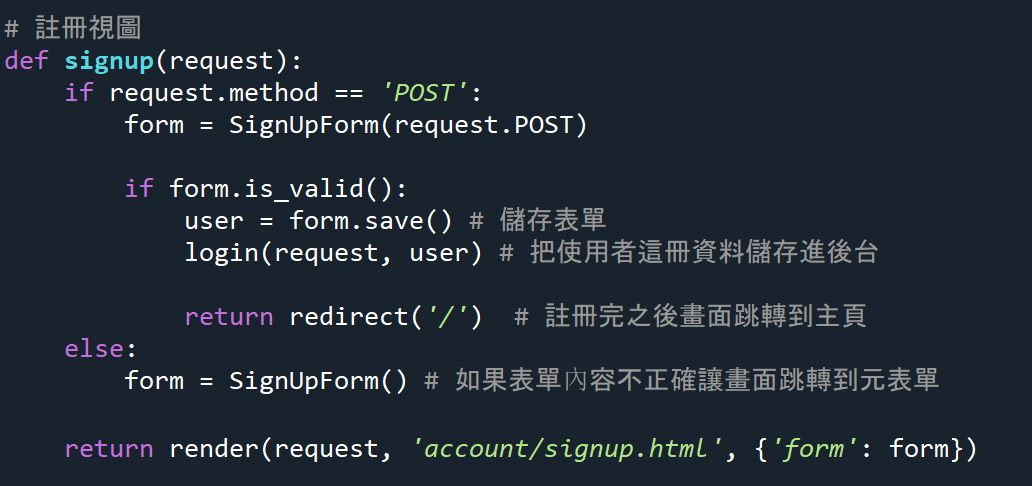 # 註冊視圖
def signup(request):
    if request.method == 'POST':
        form = SignUpForm(request.POST)

        if form.is_valid():
            user = form.save() # 儲存表單
            login(request, user) # 把使用者這冊資料儲存進後台

            return redirect('/')  # 註冊完之後畫面跳轉到主頁
    else:
        form = SignUpForm() # 如果表單內容不正確讓畫面跳轉到元表單

    return render(request, 'account/signup.html', {'form': form})